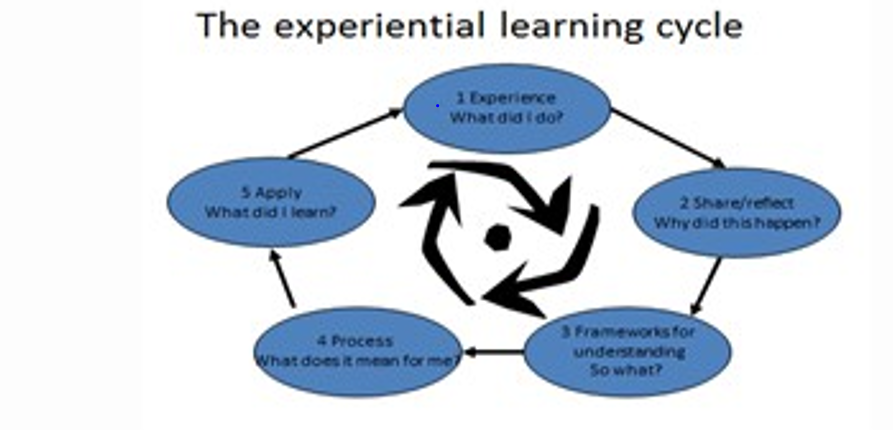 The experiential learning cycle
1 Experience
What did I do?
2 Share/reflect
Why did this happen?
3 Frameworks for
understanding
So what?
4 Process
What does it mean for me?
5 Apply
What did I learn?